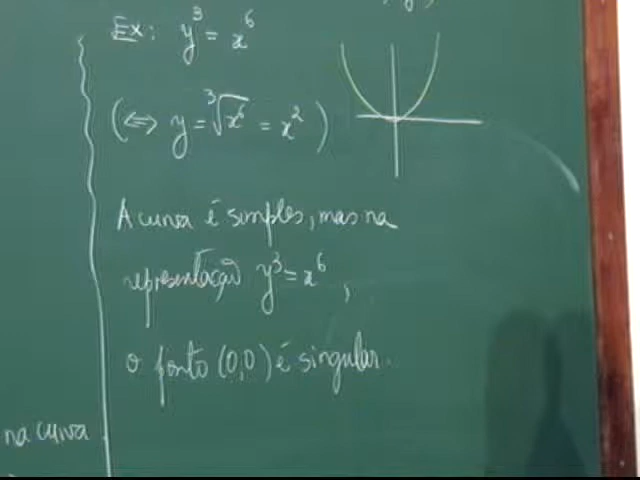 Ex: y³ = x⁶
(⇔ y = ∛x⁶ = x²)
A curva é simples, mas na
representação y³ = x⁶,
o ponto (0,0) é singular.
na curva